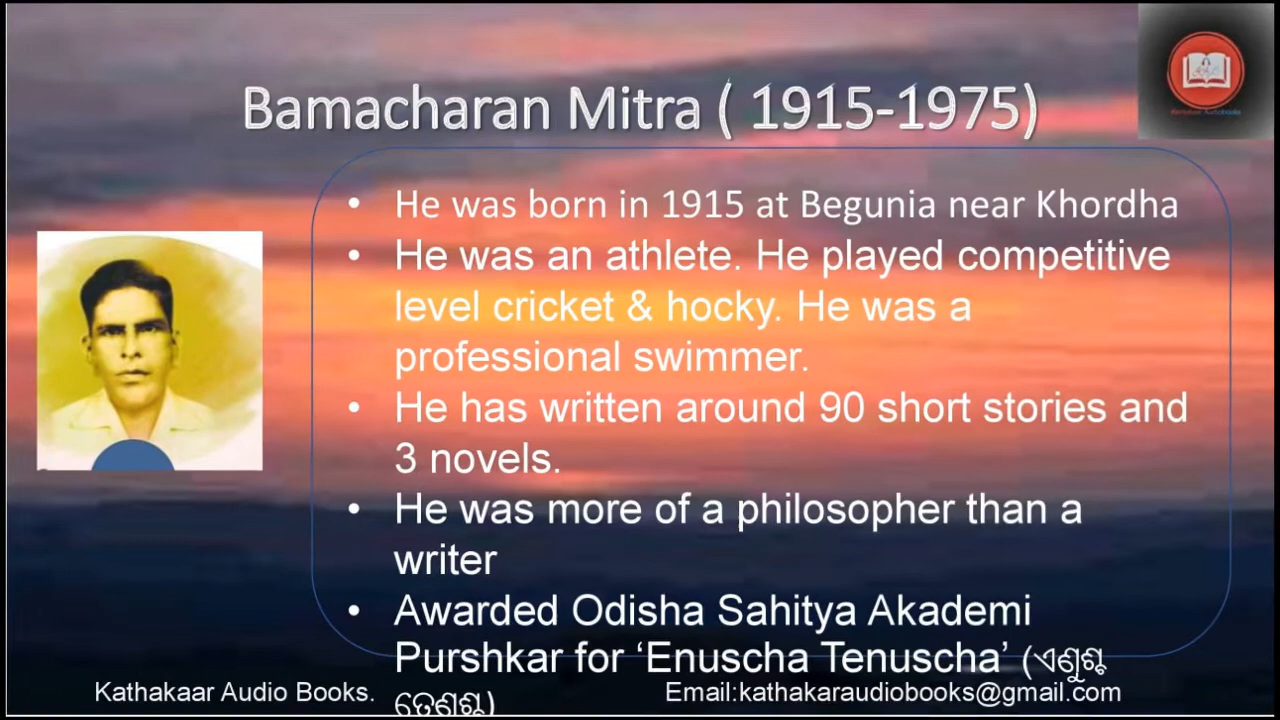 Bamacharan Mitra ( 1915-1975)
• He was born in 1915 at Begunia near Khordha
• He was an athlete. He played competitive
level cricket & hocky. He was a
professional swimmer.
• He has written around 90 short stories and
3 novels.
• He was more of a philosopher than a
writer
• Awarded Odisha Sahitya Akademi
Purshkar for ‘Enuscha Tenuscha’ (ଏଣୁଶ୍ଚ
ତେଣୁଶ୍ଚ)
Kathakaar Audio Books.
Email:kathakaraudiobooks@gmail.com